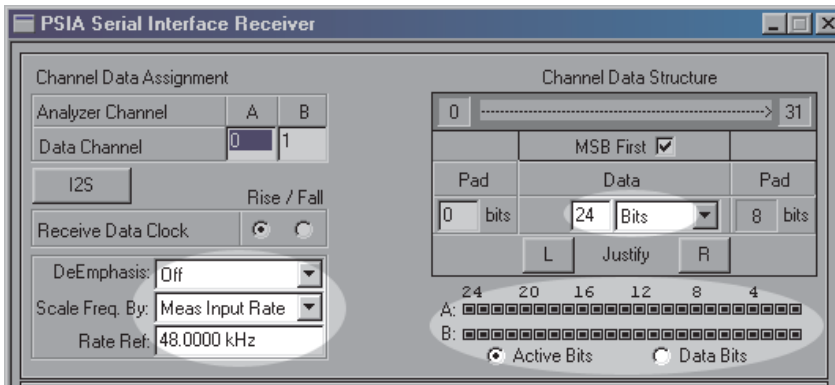 PSIA Serial Interface Receiver
Channel Data Assignment
Analyzer Channel A B
Data Channel 0 1
I2S
Rise / Fall
Receive Data Clock
DeEmphasis: Off
Scale Freq. By: Meas Input Rate
Rate Ref: 48.0000 kHz
Channel Data Structure
0 31
MSB First
Pad Data Pad
0 bits 24 Bits 8 bits
L Justify R
24 20 16 12 8 4
A:
B:
Active Bits Data Bits